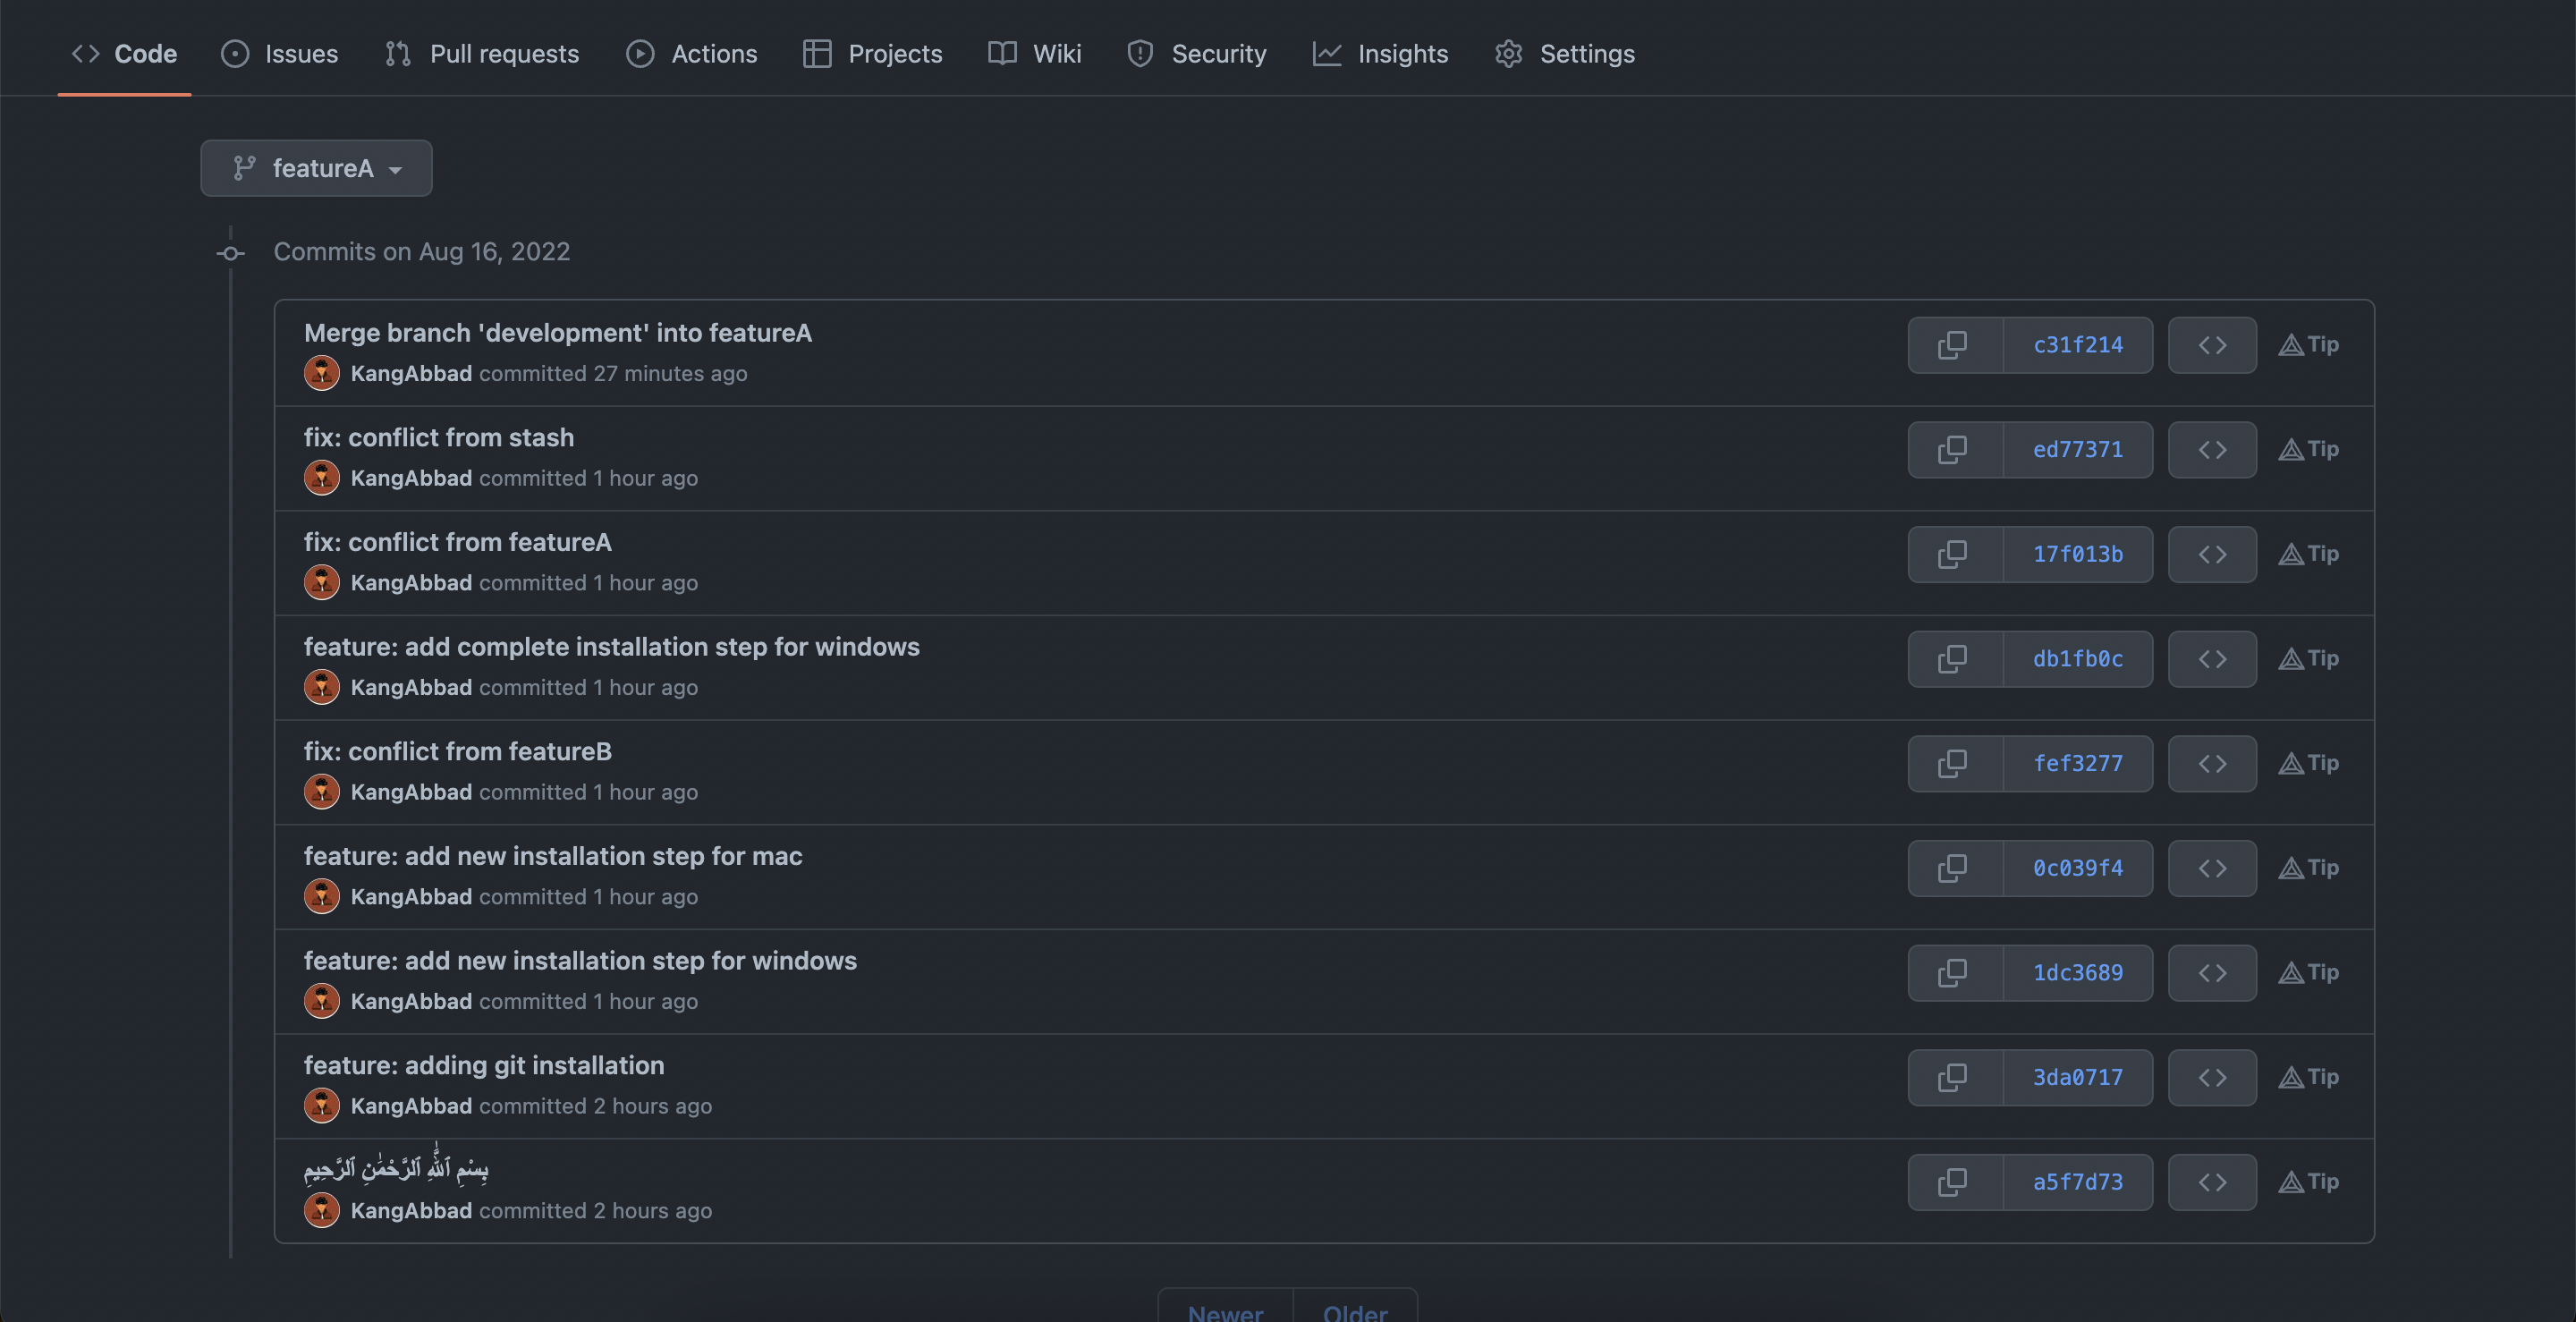 Code Issues Pull requests Actions Projects Wiki Security Insights Settings
featureA
Commits on Aug 16, 2022
Merge branch 'development' into featureA
c31f214 Tip
KangAbbad committed 27 minutes ago
fix: conflict from stash
ed77371 Tip
KangAbbad committed 1 hour ago
fix: conflict from featureA
17f013b Tip
KangAbbad committed 1 hour ago
feature: add complete installation step for windows
db1fb0c Tip
KangAbbad committed 1 hour ago
fix: conflict from featureB
fef3277 Tip
KangAbbad committed 1 hour ago
feature: add new installation step for mac
0c039f4 Tip
KangAbbad committed 1 hour ago
feature: add new installation step for windows
1dc3689 Tip
KangAbbad committed 1 hour ago
feature: adding git installation
3da0717 Tip
KangAbbad committed 2 hours ago
بِسْمِ ٱللَّٰهِ ٱلرَّحْمَٰنِ ٱلرَّحِيمِ
a5f7d73 Tip
KangAbbad committed 2 hours ago
Newer Older